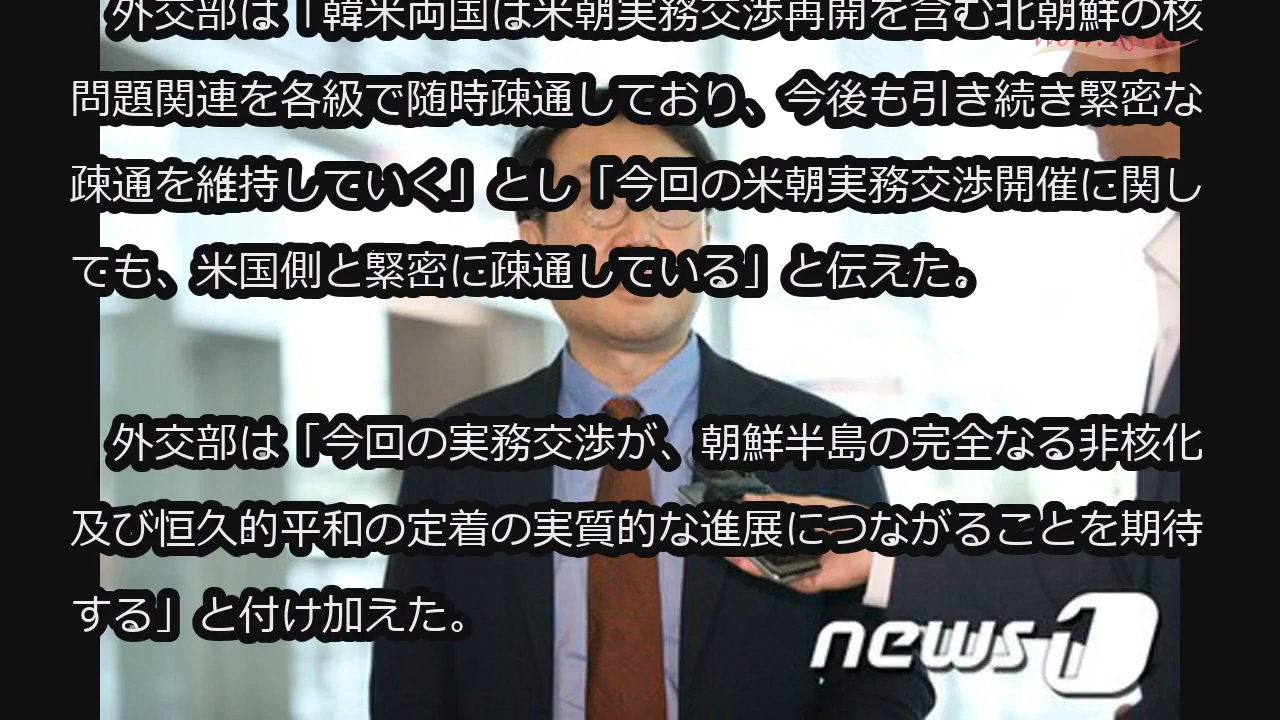 外交部は「韓米両国は米朝実務交渉再開を含む北朝鮮の核
問題関連を各級で随時疎通しており、今後も引き続き緊密な
疎通を維持していく」とし「今回の米朝実務交渉開催に関し
ても、米国側と緊密に疎通している」と伝えた。
外交部は「今回の実務交渉が、朝鮮半島の完全なる非核化
及び恒久的平和の定着の実質的な進展につながることを期待
する」と付け加えた。
news1